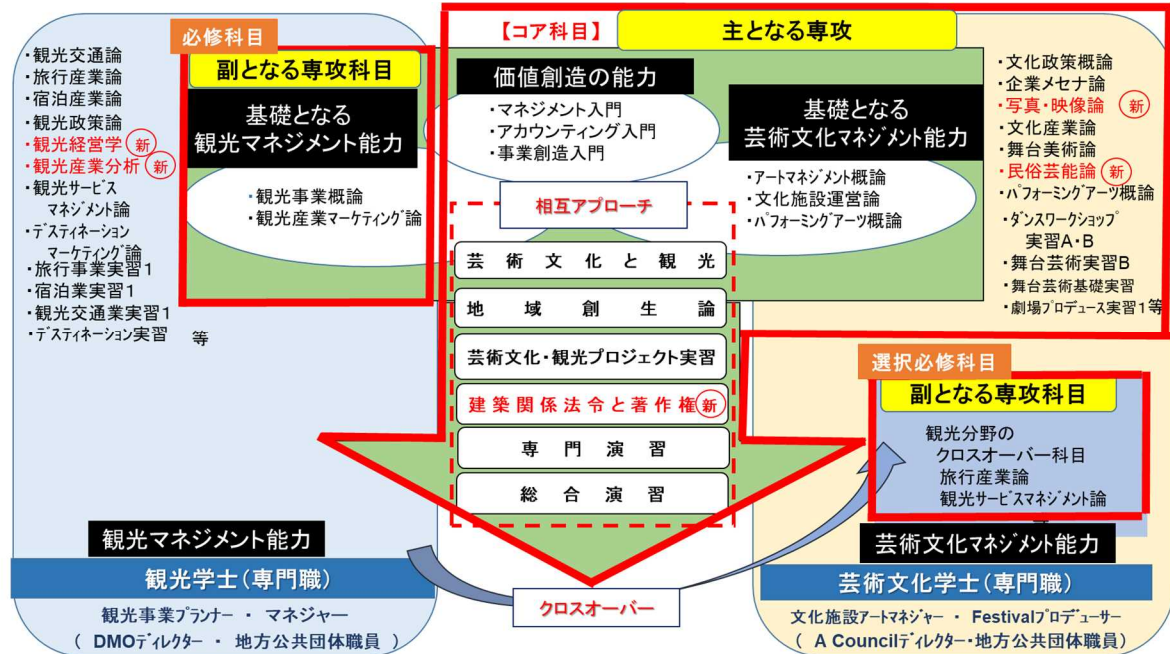 必修科目
・観光交通論
・旅行産業論
・宿泊産業論
・観光政策論
・観光経営学 新
・観光産業分析 新
・観光サービス
マネジメント論
・デスティネーション
マーケティング論
・旅行事業実習1
・宿泊業実習1
・観光交通業実習1
・デスティネーション実習 等
副となる専攻科目
基礎となる
観光マネジメント能力
・観光事業概論
・観光産業マーケティング論
【コア科目】
主となる専攻
価値創造の能力
・マネジメント入門
・アカウンティング入門
・事業創造入門
基礎となる
芸術文化マネジメント能力
・アートマネジメント概論
・文化施設運営論
・パフォーミングアーツ概論
・文化政策概論
・企業メセナ論
・写真・映像論 新
・文化産業論
・舞台美術論
・民俗芸能論 新
・パフォーミングアーツ概論
・ダンスワークショップ
実習A・B
・舞台芸術実習B
・舞台芸術基礎実習
・劇場プロデュース実習1等
相互アプローチ
芸術文化と観光
地域創生論
芸術文化・観光プロジェクト実習
建築関係法令と著作権 新
専門演習
総合演習
クロスオーバー
選択必修科目
副となる専攻科目
観光分野の
クロスオーバー科目
旅行産業論
観光サービスマネジメント論
観光マネジメント能力
観光学士(専門職)
観光事業プランナー ・ マネジャー
( DMOディレクター ・ 地方公共団体職員 )
芸術文化マネジメント能力
芸術文化学士(専門職)
文化施設アートマネジャー ・ Festivalプロデューサー
( A Councilディレクター・地方公共団体職員)